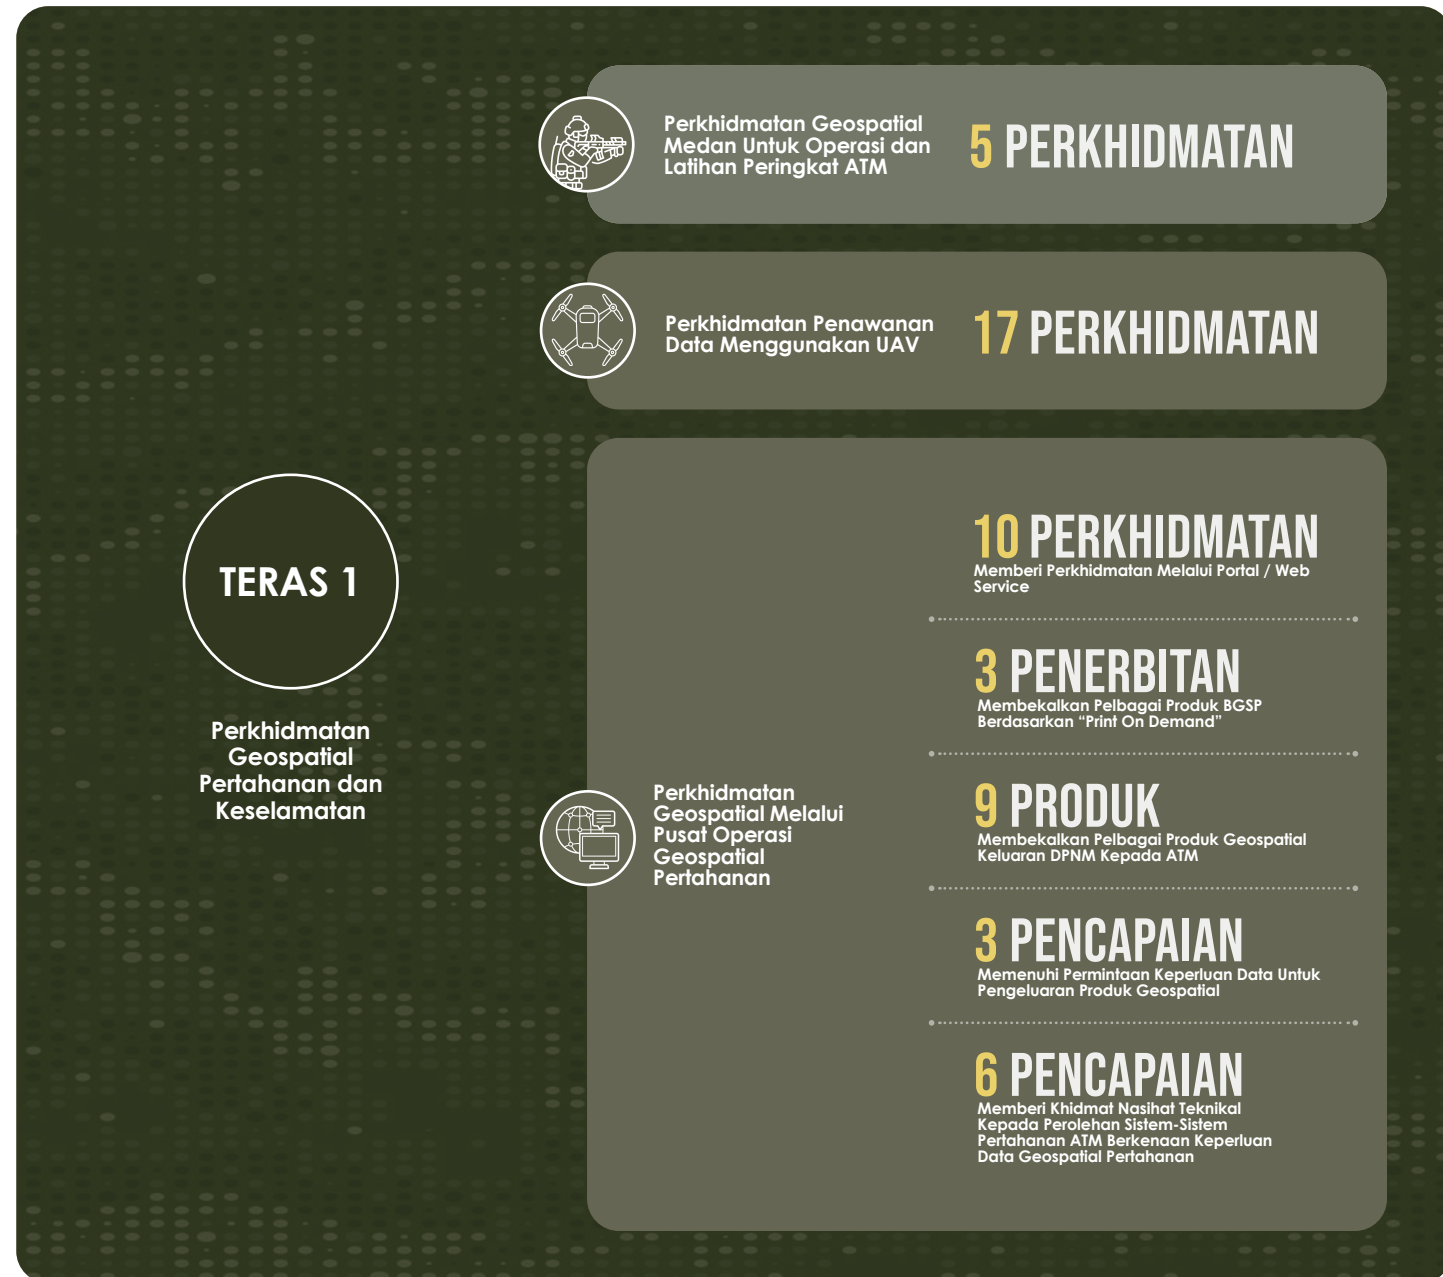 TERAS 1
Perkhidmatan
Geospatial
Pertahanan dan
Keselamatan
Perkhidmatan Geospatial
Medan Untuk Operasi dan
Latihan Peringkat ATM
5 PERKHIDMATAN
Perkhidmatan Penawanan
Data Menggunakan UAV
17 PERKHIDMATAN
Perkhidmatan
Geospatial Melalui
Pusat Operasi
Geospatial
Pertahanan
10 PERKHIDMATAN
Memberi Perkhidmatan Melalui Portal / Web
Service
3 PENERBITAN
Membekalkan Pelbagai Produk BGSP
Berdasarkan “Print On Demand”
9 PRODUK
Membekalkan Pelbagai Produk Geospatial
Keluaran DPNM Kepada ATM
3 PENCAPAIAN
Memenuhi Permintaan Keperluan Data Untuk
Pengeluaran Produk Geospatial
6 PENCAPAIAN
Memberi Khidmat Nasihat Teknikal
Kepada Perolehan Sistem-Sistem
Pertahanan ATM Berkenaan Keperluan
Data Geospatial Pertahanan